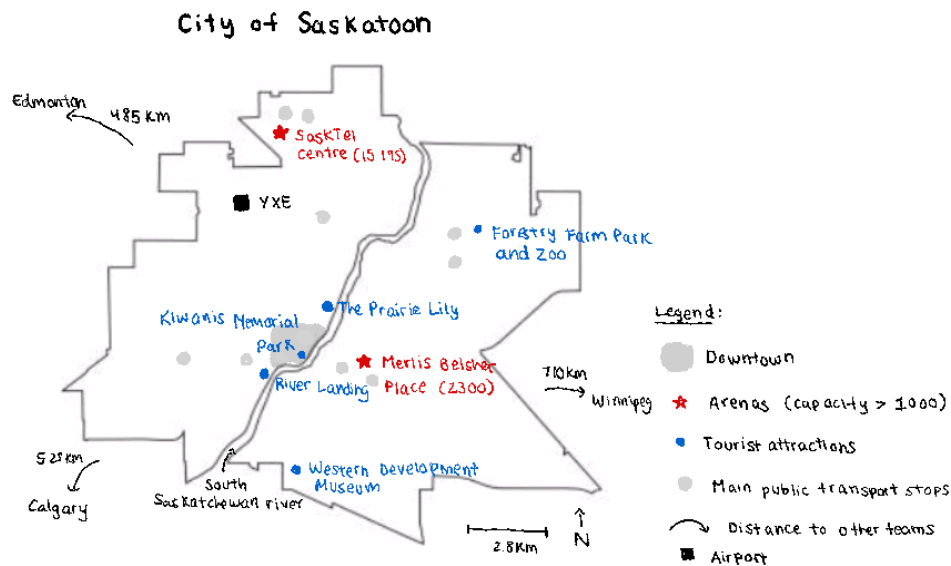 City of Saskatoon
Edmonton
485 KM
SaskTel
centre (15 195)
YXE
Forestry Farm Park
and Zoo
The Prairie Lily
Kiwanis Memorial
Park
Merlis Belsher
Place (2300)
River Landing
Western Development
Museum
South
Saskatchewan river
525km
Calgary
710km
Winnipeg
2.8km
N
Legend:
Downtown
Arenas (capacity > 1000)
Tourist attractions
Main public transport stops
Distance to other teams
Airport